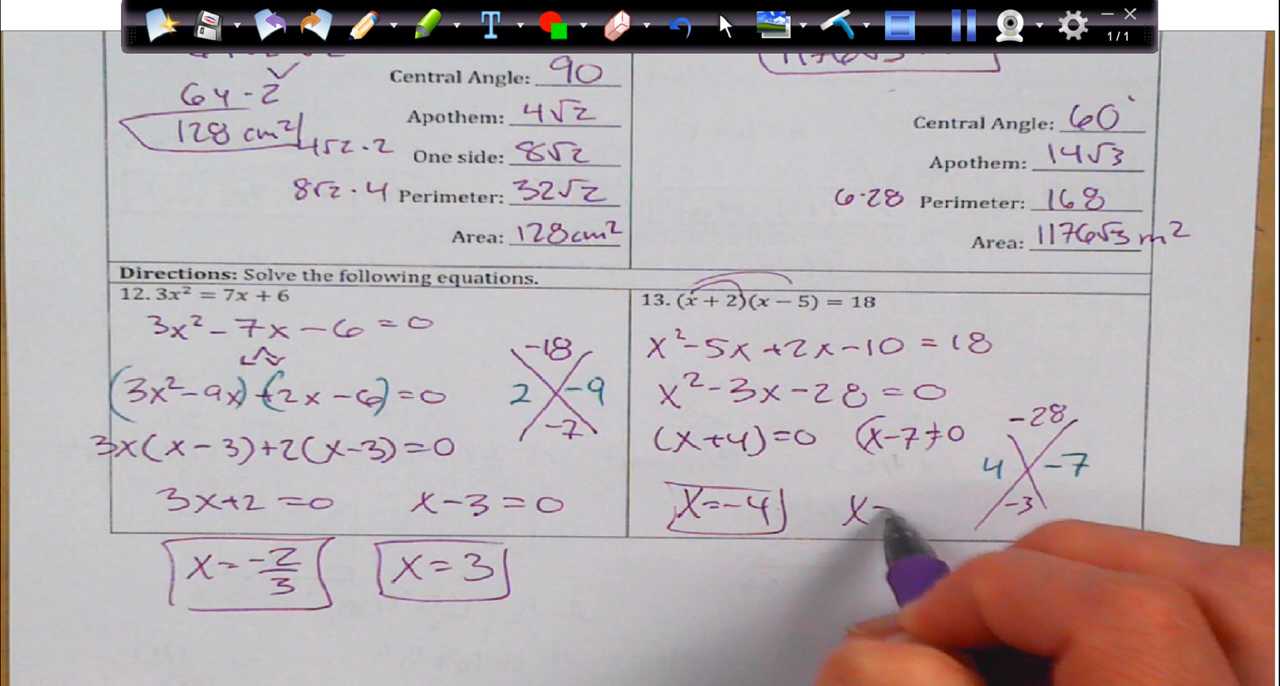 1/1
64 · 2
128 cm²
4√2 · 2
8√2 · 4
Central Angle: 90
Apothem: 4√2
One side: 8√2
Perimeter: 32√2
Area: 128cm²
1176√3
Central Angle: 60°
Apothem: 14√3
6·28 Perimeter: 168
Area: 1176√3 m²
Directions: Solve the following equations.
12. 3x² = 7x + 6
3x² - 7x - 6 = 0
(3x² - 9x) + (2x - 6) = 0
3x(x - 3) + 2(x - 3) = 0
3x + 2 = 0 x - 3 = 0
x = -2/3 x = 3
-18
2 -9
-7
13. (x + 2)(x − 5) = 18
x² - 5x + 2x - 10 = 18
x² - 3x - 28 = 0
(x + 4) = 0 (x - 7) = 0
x = -4 x =
-28
4 -7
-3